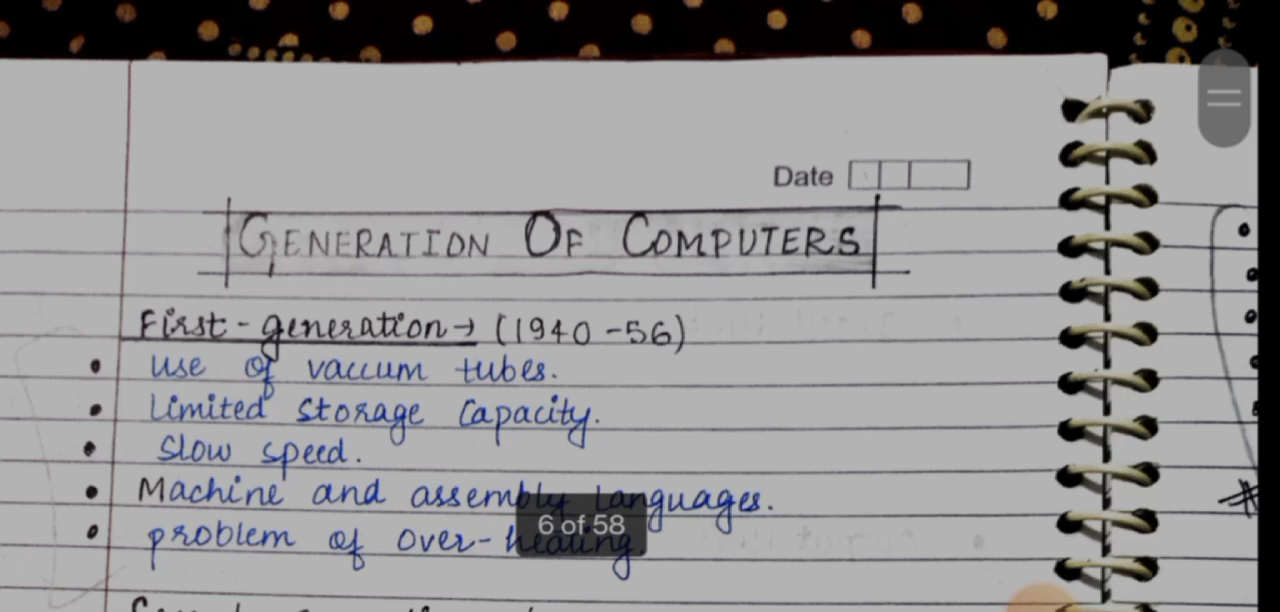 Date
GENERATION OF COMPUTERS
First-generation → (1940-56)
• Use of vaccum tubes.
• Limited storage capacity.
• Slow speed.
• Machine and assembly languages.
• problem of over-heating.
6 of 58